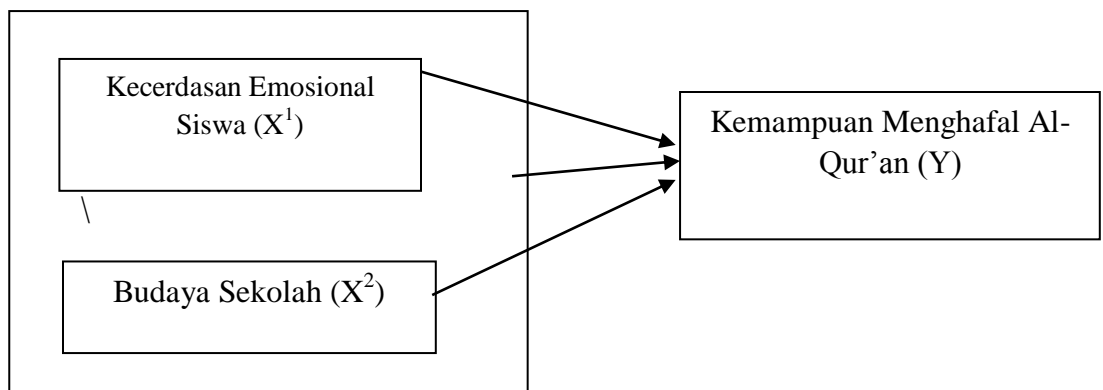 Kecerdasan Emosional
Siswa (X¹)
\
Budaya Sekolah (X²)
Kemampuan Menghafal Al-
Qur’an (Y)